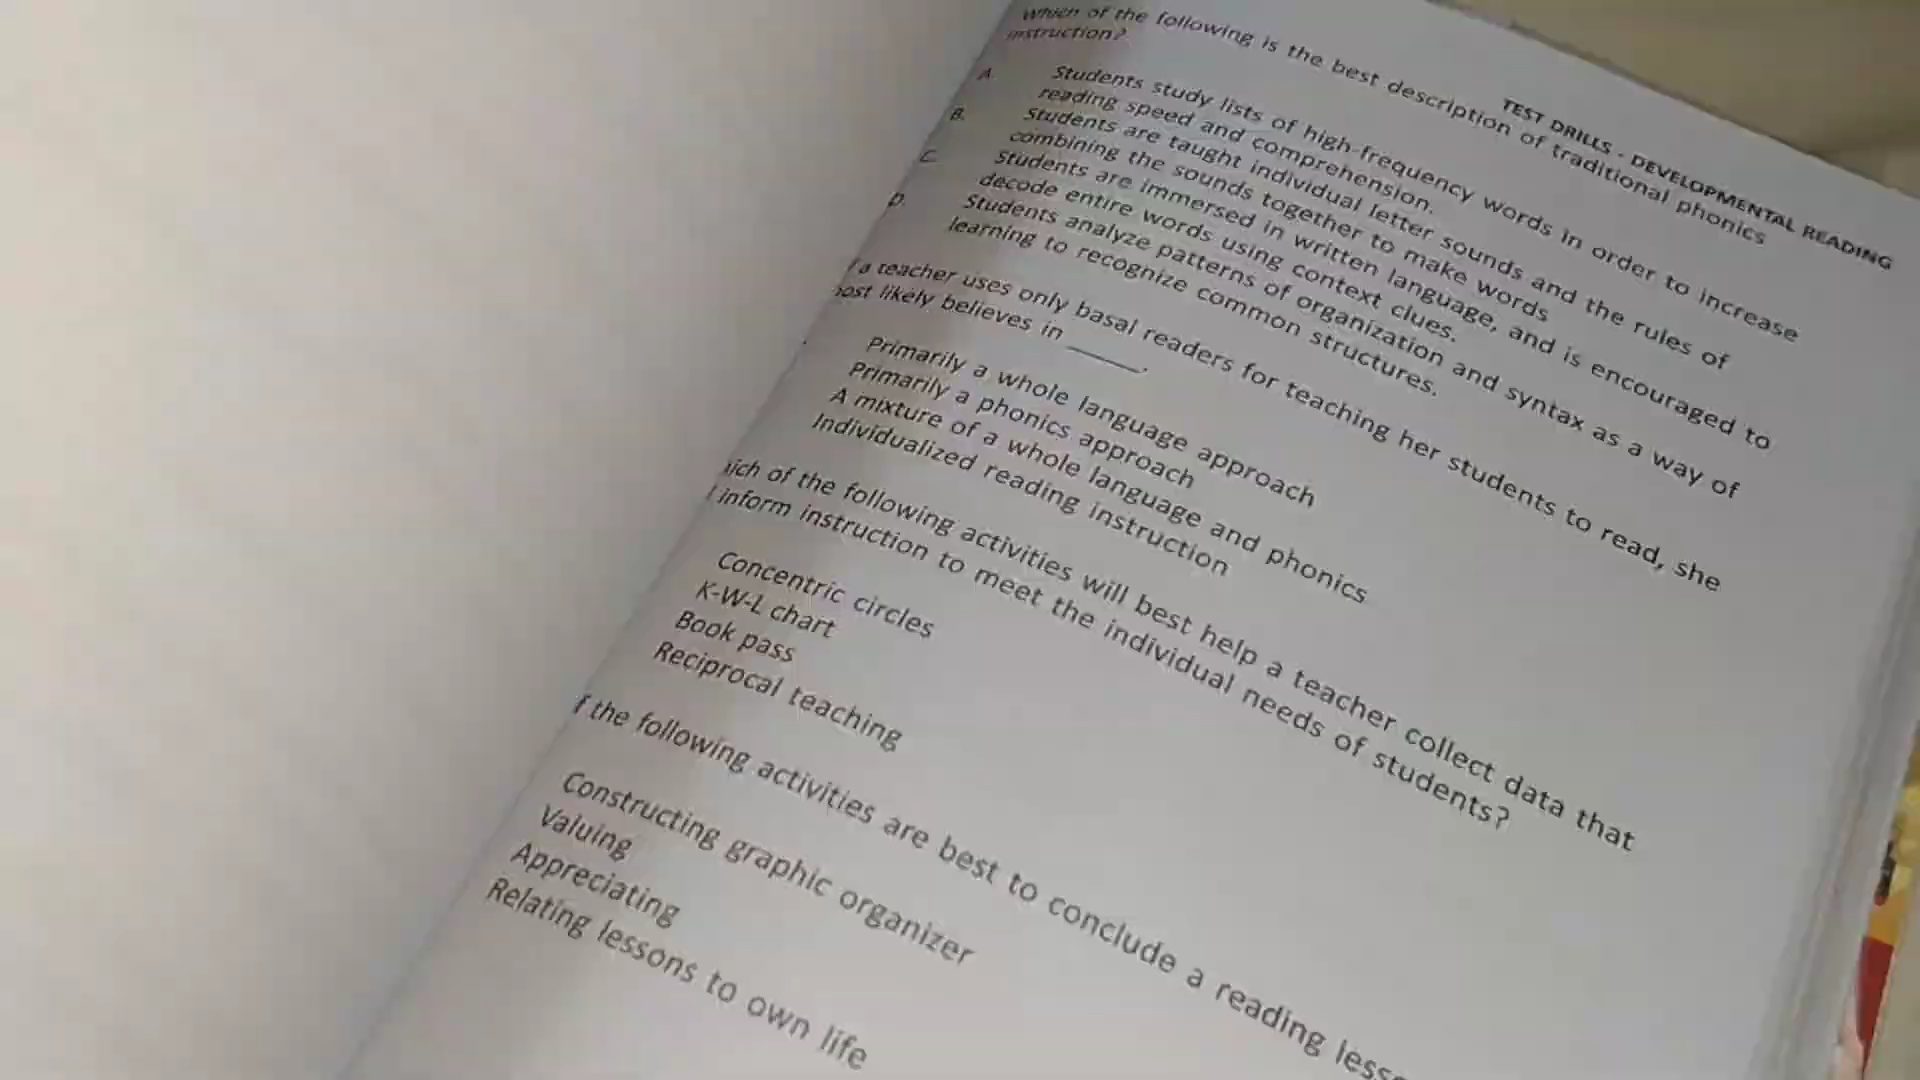 TEST DRILLS - DEVELOPMENTAL READING
Which of the following is the best description of traditional phonics
instruction?
A. Students study lists of high-frequency words in order to increase
reading speed and comprehension.
B. Students are taught individual letter sounds and the rules of
combining the sounds together to make words
C. Students are immersed in written language, and is encouraged to
decode entire words using context clues.
D. Students analyze patterns of organization and syntax as a way of
learning to recognize common structures.
a teacher uses only basal readers for teaching her students to read, she
likely believes in _____.
Primarily a whole language approach
Primarily a phonics approach
A mixture of a whole language and phonics
Individualized reading instruction
of the following activities will best help a teacher collect data that
inform instruction to meet the individual needs of students?
Concentric circles
K-W-L chart
Book pass
Reciprocal teaching
the following activities are best to conclude a reading
Constructing graphic organizer
Valuing
Appreciating
Relating lessons to own life